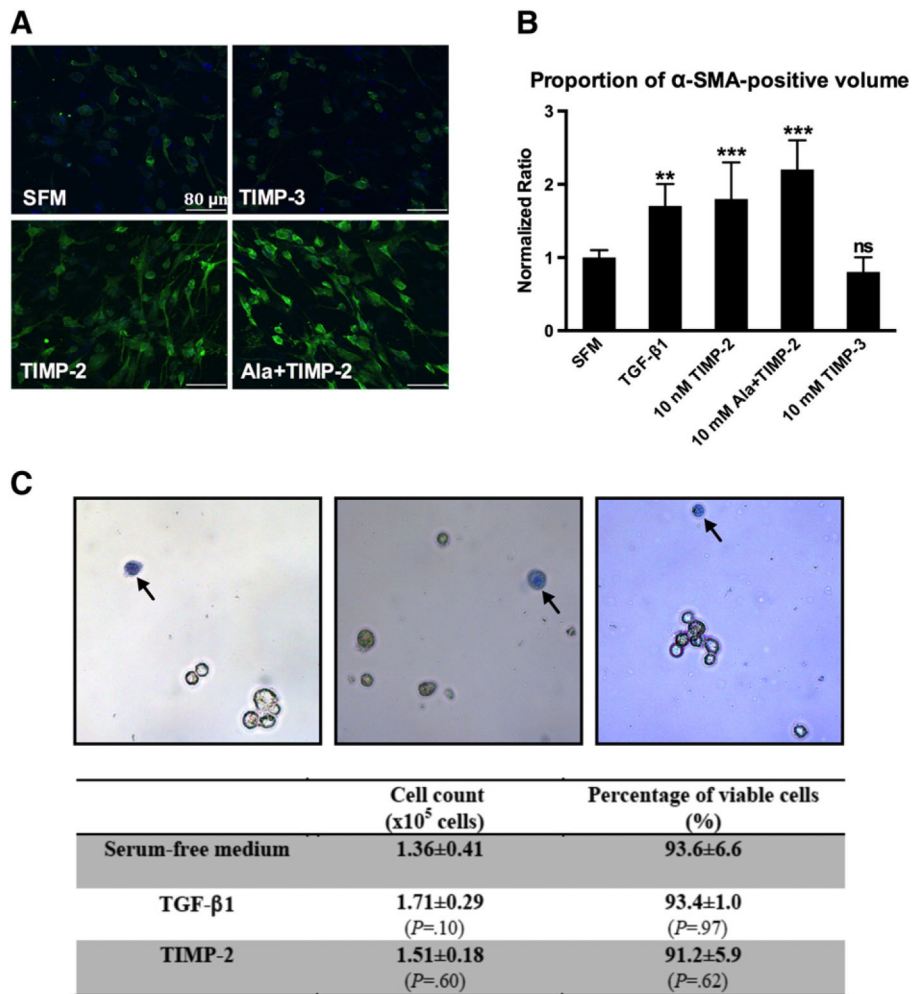 A
SFM
80 µm
TIMP-3
TIMP-2
Ala+TIMP-2
B
Proportion of α-SMA-positive volume
Normalized Ratio
3
2
1
0
**
***
***
ns
SFM
TGF-β1
10 nM TIMP-2
10 mM Ala+TIMP-2
10 mM TIMP-3
C
Cell count Percentage of viable cells
(x10⁵ cells) (%)
Serum-free medium 1.36±0.41 93.6±6.6
TGF-β1 1.71±0.29 93.4±1.0
(P=.10) (P=.97)
TIMP-2 1.51±0.18 91.2±5.9
(P=.60) (P=.62)